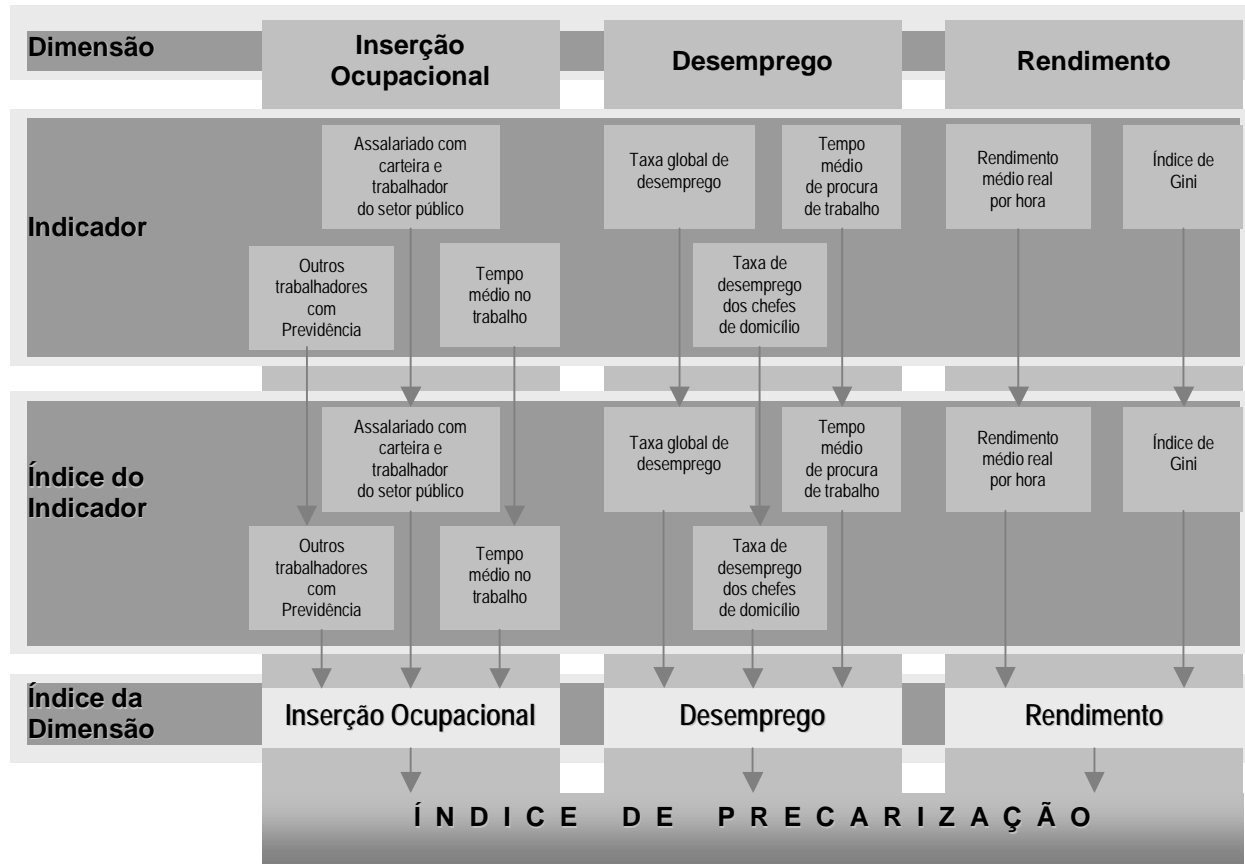 Dimensão
Inserção
Ocupacional
Desemprego
Rendimento
Indicador
Assalariado com
carteira e
trabalhador
do setor público
Taxa global de
desemprego
Tempo
médio
de procura
de trabalho
Rendimento
médio real
por hora
Índice de
Gini
Outros
trabalhadores
com
Previdência
Tempo
médio no
trabalho
Taxa de
desemprego
dos chefes
de domicílio
Índice do
Indicador
Assalariado com
carteira e
trabalhador
do setor público
Taxa global de
desemprego
Tempo
médio
de procura
de trabalho
Rendimento
médio real
por hora
Índice de
Gini
Outros
trabalhadores
com
Previdência
Tempo
médio no
trabalho
Taxa de
desemprego
dos chefes
de domicílio
Índice da
Dimensão
Inserção Ocupacional
Desemprego
Rendimento
ÍNDICE DE PRECARIZAÇÃO